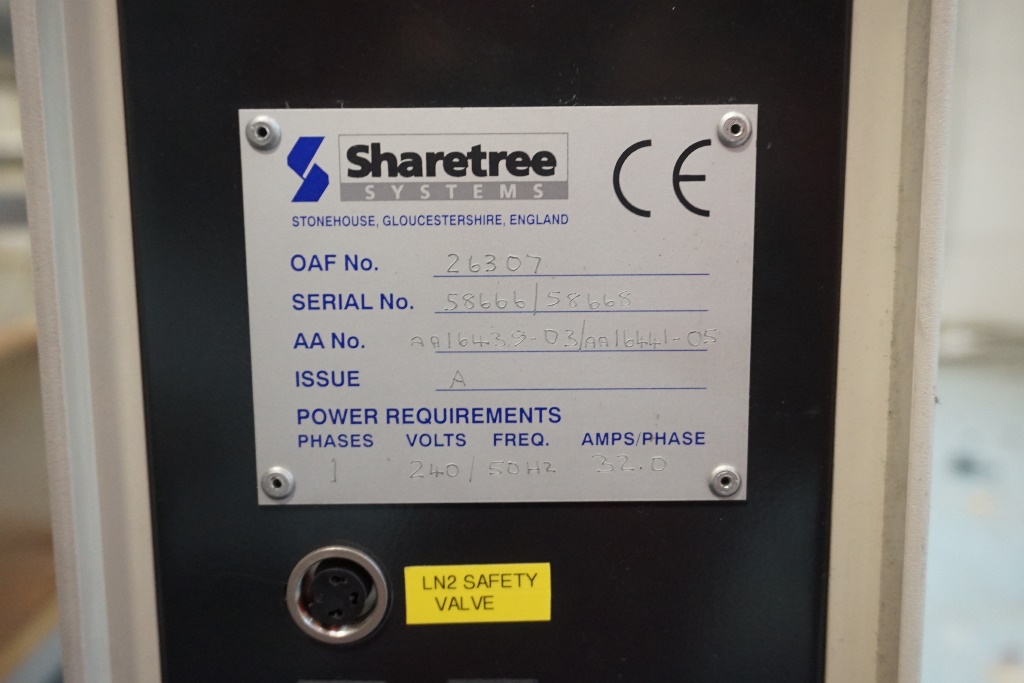 Sharetree
SYSTEMS
CE
STONEHOUSE, GLOUCESTERSHIRE, ENGLAND
OAF No. 26307
SERIAL No. 58666/58668
AA No. AA16439-03/AA16441-05
ISSUE A
POWER REQUIREMENTS
PHASES VOLTS FREQ. AMPS/PHASE
1 240/50HZ 32.0
LN2 SAFETY
VALVE